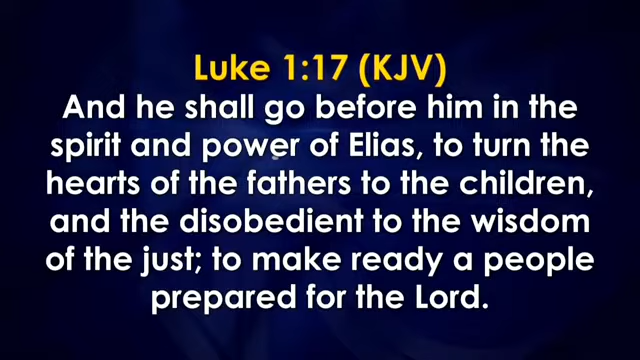 Luke 1:17 (KJV)
And he shall go before him in the
spirit and power of Elias, to turn the
hearts of the fathers to the children,
and the disobedient to the wisdom
of the just; to make ready a people
prepared for the Lord.